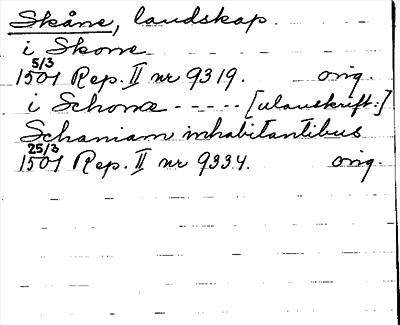 Skåne, landskap.
i Skone
5/3
1501 Rep. II nr 9319. orig.
i Schone - - - - - [utanskrift:]
Schaniam inhabitantibus
25/3
1501 Rep. II nr 9334. orig.